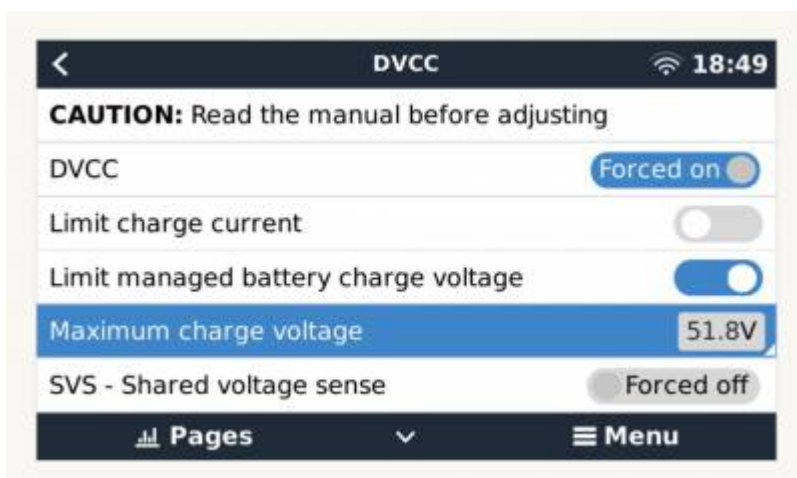 DVCC 18:49
CAUTION: Read the manual before adjusting
DVCC Forced on
Limit charge current
Limit managed battery charge voltage
Maximum charge voltage 51.8V
SVS - Shared voltage sense Forced off
Pages Menu